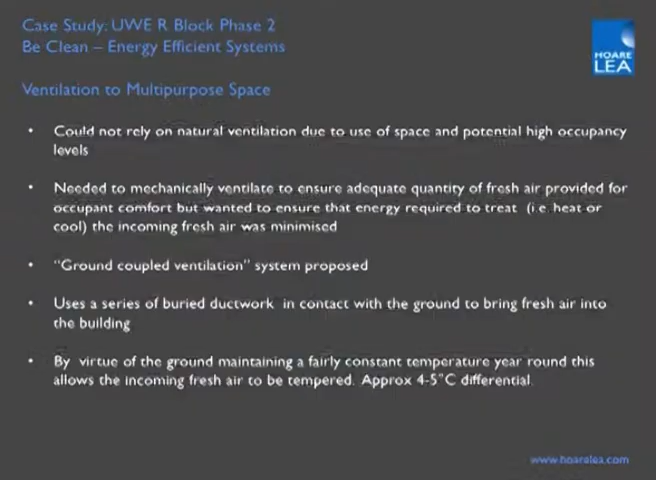 Case Study: UWE R Block Phase 2
Be Clean – Energy Efficient Systems
HOARE
LEA
Ventilation to Multipurpose Space
• Could not rely on natural ventilation due to use of space and potential high occupancy
levels
• Needed to mechanically ventilate to ensure adequate quantity of fresh air provided for
occupant comfort but wanted to ensure that energy required to treat (i.e. heat or
cool) the incoming fresh air was minimised
• "Ground coupled ventilation" system proposed
• Uses a series of buried ductwork in contact with the ground to bring fresh air into
the building
• By virtue of the ground maintaining a fairly constant temperature year round this
allows the incoming fresh air to be tempered. Approx 4-5°C differential.
www.hoarelea.com